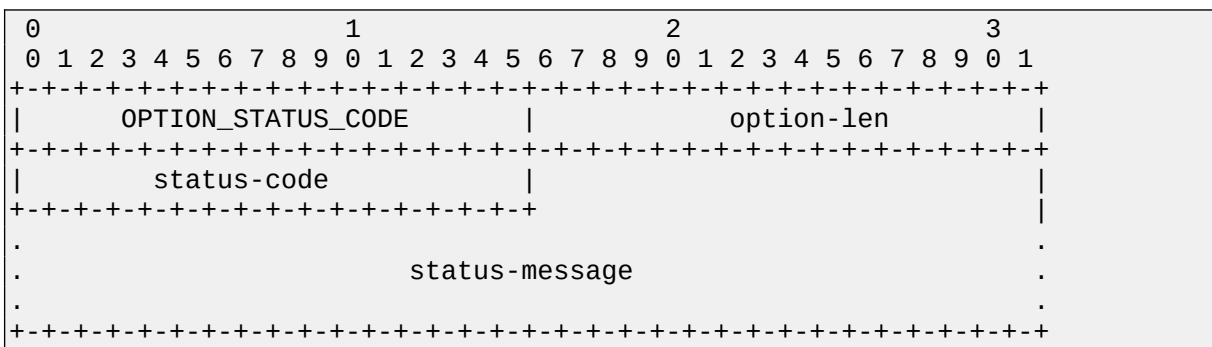 0                   1                   2                   3
 0 1 2 3 4 5 6 7 8 9 0 1 2 3 4 5 6 7 8 9 0 1 2 3 4 5 6 7 8 9 0 1
+-+-+-+-+-+-+-+-+-+-+-+-+-+-+-+-+-+-+-+-+-+-+-+-+-+-+-+-+-+-+-+-+
|      OPTION_STATUS_CODE       |            option-len         |
+-+-+-+-+-+-+-+-+-+-+-+-+-+-+-+-+-+-+-+-+-+-+-+-+-+-+-+-+-+-+-+-+
|        status-code            |                               |
+-+-+-+-+-+-+-+-+-+-+-+-+-+-+-+-+                               |
.                                                               .
.                        status-message                         .
.                                                               .
+-+-+-+-+-+-+-+-+-+-+-+-+-+-+-+-+-+-+-+-+-+-+-+-+-+-+-+-+-+-+-+-+